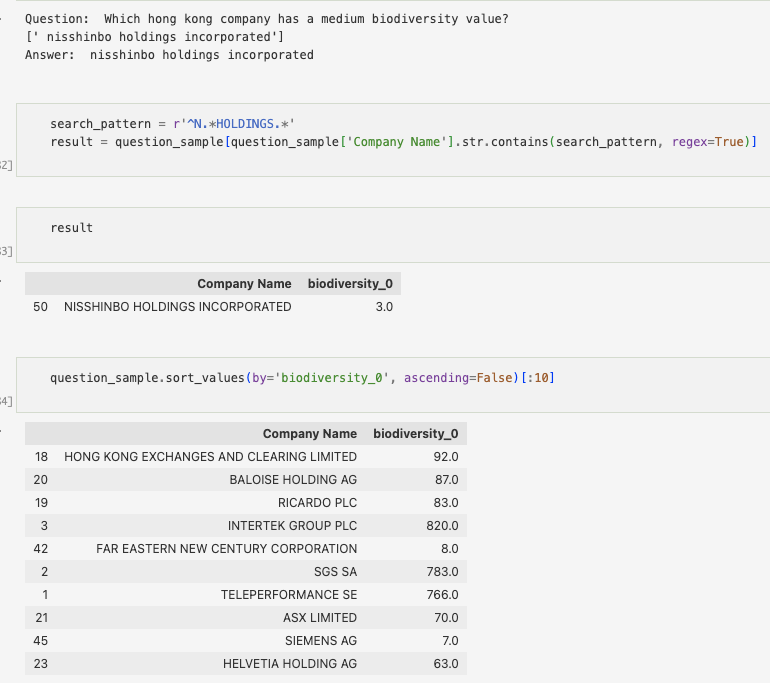 Question:  Which hong kong company has a medium biodiversity value?
[' nisshinbo holdings incorporated']
Answer:  nisshinbo holdings incorporated
search_pattern = r'^N.*HOLDINGS.*'
result = question_sample[question_sample['Company Name'].str.contains(search_pattern, regex=True)]
2]
result
3]
Company Name biodiversity_0
50 NISSHINBO HOLDINGS INCORPORATED 3.0
question_sample.sort_values(by='biodiversity_0', ascending=False)[:10]
4]
Company Name biodiversity_0
18 HONG KONG EXCHANGES AND CLEARING LIMITED 92.0
20 BALOISE HOLDING AG 87.0
19 RICARDO PLC 83.0
3 INTERTEK GROUP PLC 820.0
42 FAR EASTERN NEW CENTURY CORPORATION 8.0
2 SGS SA 783.0
1 TELEPERFORMANCE SE 766.0
21 ASX LIMITED 70.0
45 SIEMENS AG 7.0
23 HELVETIA HOLDING AG 63.0